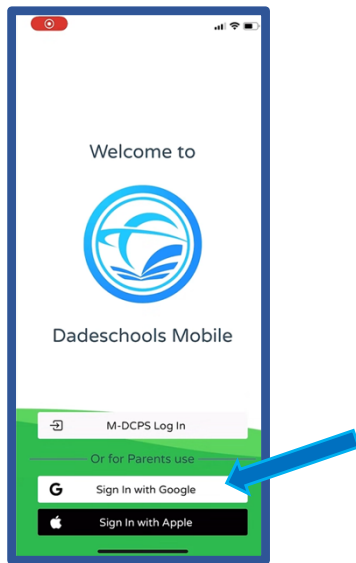 Welcome to
Dadeschools Mobile
M-DCPS Log In
Or for Parents use
Sign In with Google
Sign In with Apple